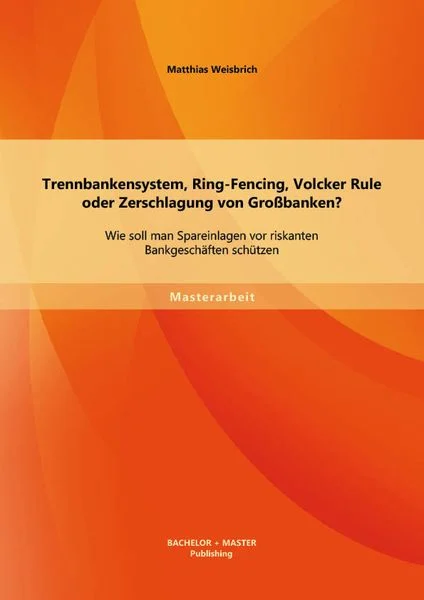 Matthias Weisbrich
Trennbankensystem, Ring-Fencing, Volcker Rule
oder Zerschlagung von Großbanken?
Wie soll man Spareinlagen vor riskanten
Bankgeschäften schützen
Masterarbeit
BACHELOR + MASTER
Publishing